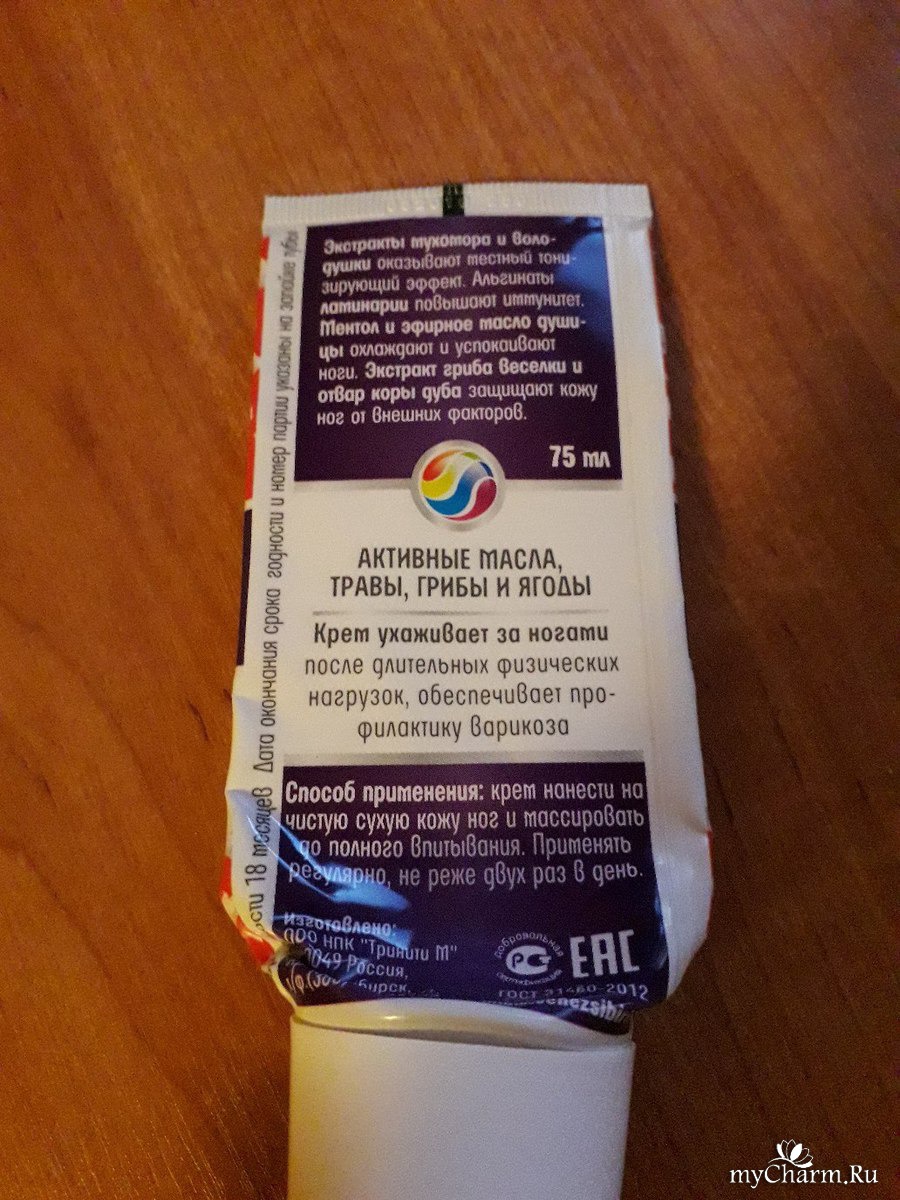 Экстракты мухомора и воло-
душки оказывают местный тони-
зирующий эффект. Альгинаты
ламинарии повышают иммунитет.
Ментол и эфирное масло души-
цы охлаждают и успокаивают
ноги. Экстракт гриба веселки и
отвар коры дуба защищают кожу
ног от внешних факторов.
75 мл
АКТИВНЫЕ МАСЛА,
ТРАВЫ, ГРИБЫ И ЯГОДЫ
Крем ухаживает за ногами
после длительных физических
нагрузок, обеспечивает про-
филактику варикоза
Способ применения: крем нанести на
чистую сухую кожу ног и массировать
до полного впитывания. Применять
регулярно, не реже двух раз в день.
Изготовлено:
ООО НПК "Тринити М"
Россия,
Добровольная
сертификация
РС
ЕАС
ГОСТ 31460-2012
18 месяцев Дата окончания срока годности и номер партии указаны на запайке тубы
myCharm.Ru